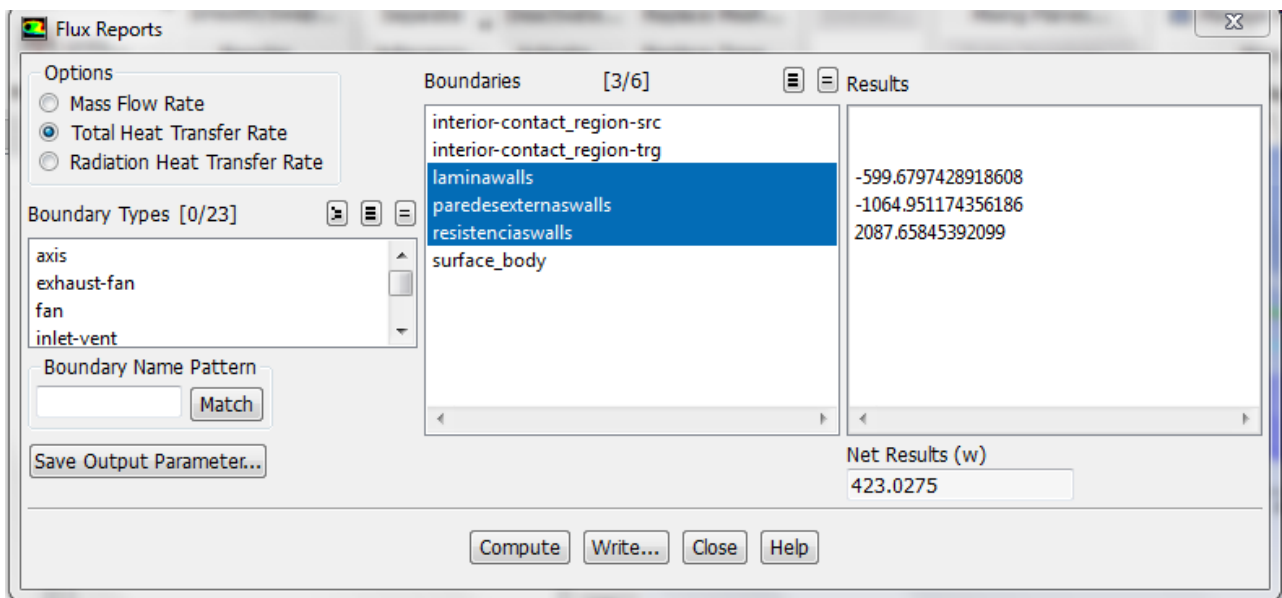 Flux Reports
Options
Mass Flow Rate
Total Heat Transfer Rate
Radiation Heat Transfer Rate
Boundary Types [0/23]
axis
exhaust-fan
fan
inlet-vent
Boundary Name Pattern
Match
Save Output Parameter...
Boundaries [3/6]
interior-contact_region-src
interior-contact_region-trg
laminawalls
paredesexternaswalls
resistenciaswalls
surface_body
Results
-599.6797428918608
-1064.951174356186
2087.65845392099
Net Results (w)
423.0275
Compute Write... Close Help